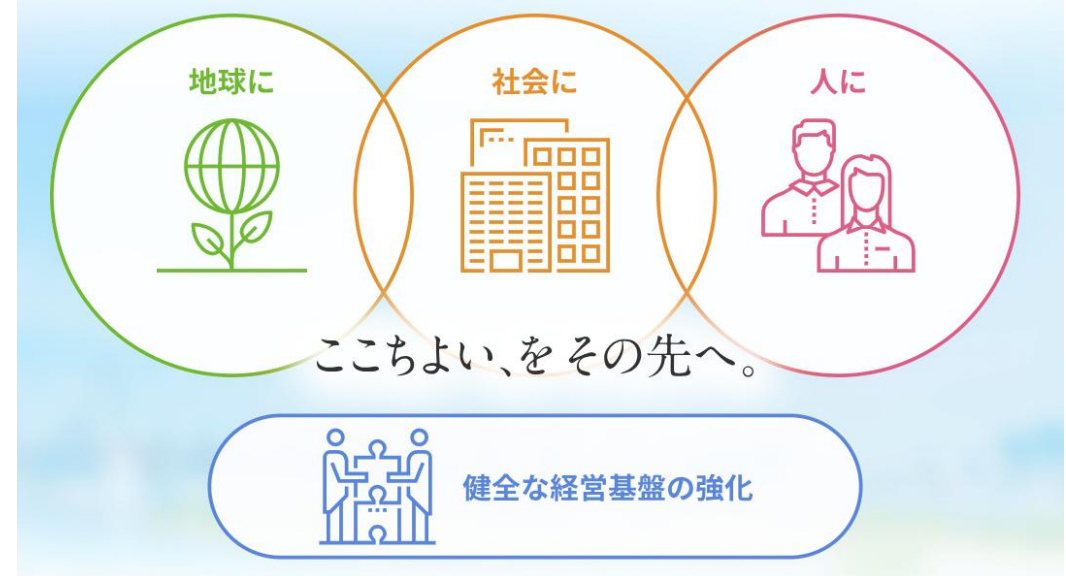 地球に
社会に
人に
ここちよい、をその先へ。
健全な経営基盤の強化